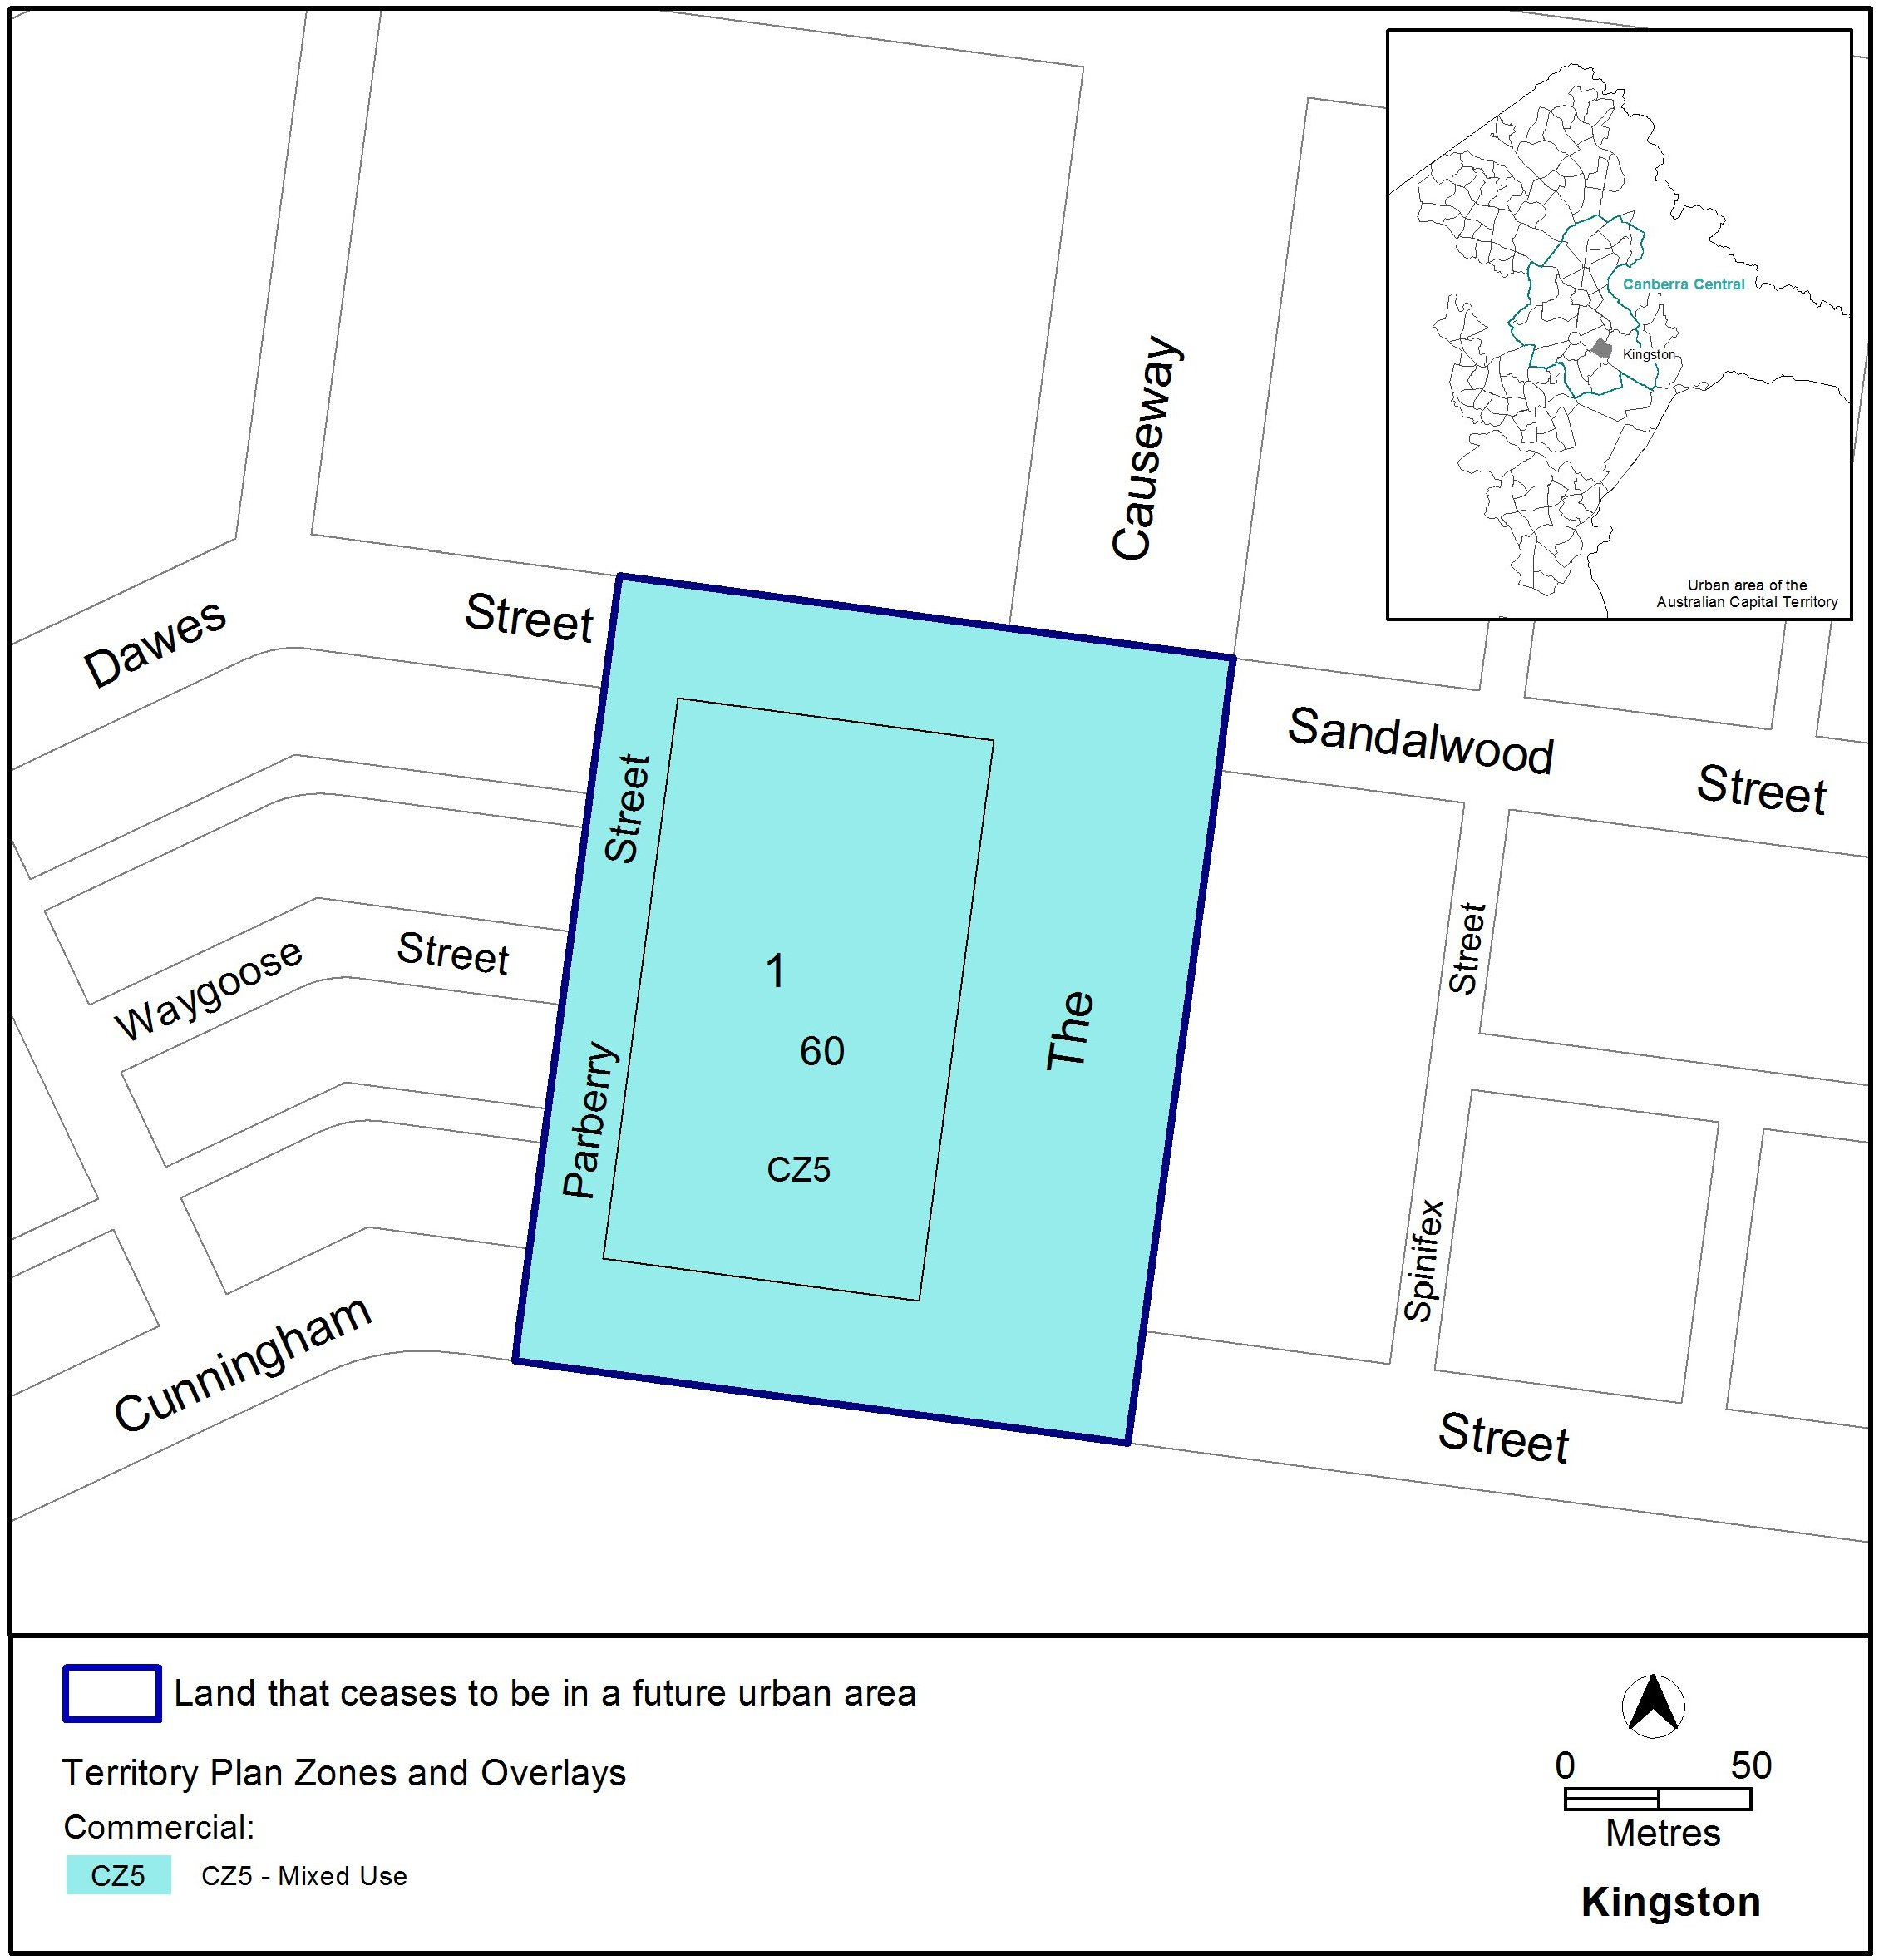 Canberra Central
Kingston
Urban area of the
Australian Capital Territory
Causeway
Dawes
Street
Sandalwood
Street
Street
Street
Waygoose
Street
1
60
The
Parberry
CZ5
Spinifex
Cunningham
Street
Land that ceases to be in a future urban area
Territory Plan Zones and Overlays
Commercial:
CZ5 CZ5 - Mixed Use
0 50
Metres
Kingston